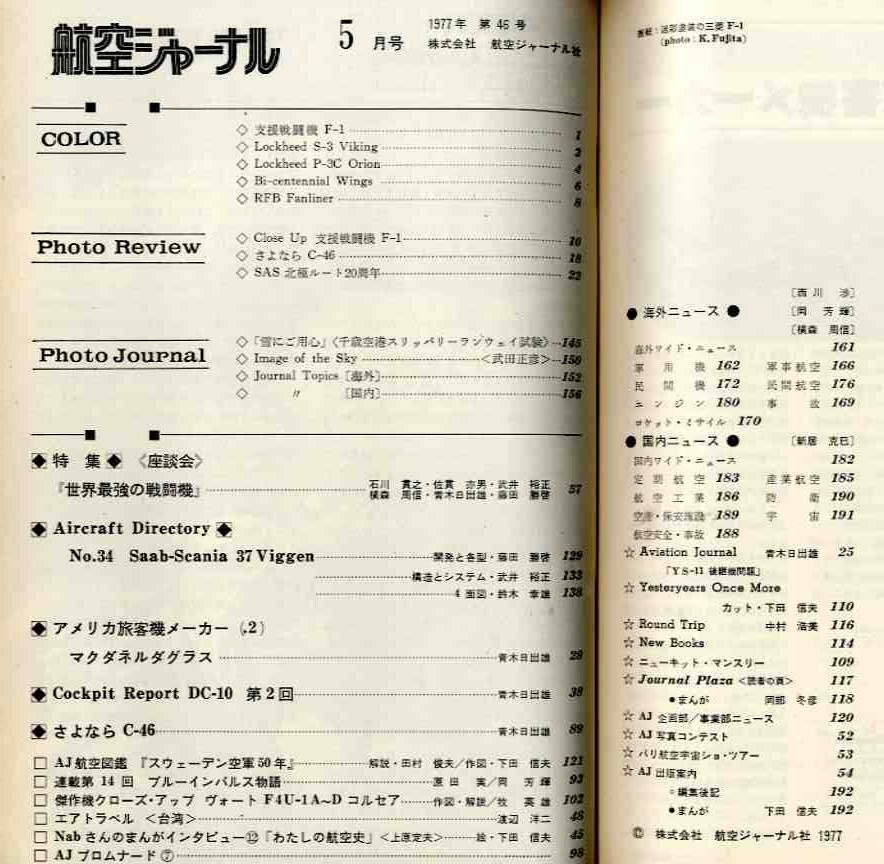 航空ジャーナル
5 月号
1977年 第46号
株式会社 航空ジャーナル社
COLOR
◇ 支援戦闘機 F-1 1
◇ Lockheed S-3 Viking 2
◇ Lockheed P-3C Orion 4
◇ Bi-centennial Wings 6
◇ RFB Fanliner 8
Photo Review
◇ Close Up 支援戦闘機 F-1 10
◇ さよなら C-46 18
◇ SAS 北極ルート20周年 22
Photo Journal
◇「雪にご用心」〈千歳空港スリッパリーランウェイ試験〉 145
◇ Image of the Sky <武田正彦> 150
◇ Journal Topics [海外] 152
◇ 〃 [国内] 156
◆ 特 集 ◆ 〈座談会〉
『世界最強の戦闘機』 石川 貫之・佐貫 亦男・武井 裕正 横森 周信・青木日出雄・藤田 勝啓 57
◆ Aircraft Directory ◆
No.34 Saab-Scania 37 Viggen 開発と各型・藤田 勝啓 129
構造とシステム・武井 裕正 133
4 面図・鈴木 幸雄 138
◆ アメリカ旅客機メーカー (.2)
マクダネルダグラス 青木日出雄 28
◆ Cockpit Report DC-10 第2回 青木日出雄 38
◆ さよなら C-46 青木日出雄 89
□ AJ航空図鑑 『スウェーデン空軍50年』 解説・田村 俊夫/作図・下田 信夫 121
□ 連載第 14 回 ブルーインパルス物語 原田 実/岡 芳輝 93
□ 傑作機クローズ・アップ ヴォート F4U-1A~D コルセア 作図・解説/牧 英雄 102
□ エアトラベル <台湾> 渡辺 洋二 48
□ Nab さんのまんがインタビュー⑫「わたしの航空史」<上原定夫> 絵・下田 信夫 45
□ AJ プロムナード ⑦ 98
表紙:迷彩塗装の三菱 F-1
(photo : K. Fujita)
[西川 渉]
● 海外ニュース ● [岡 芳輝]
[横森 周信]
海外ワイド・ニュース 161
軍用機 162 軍事航空 166
民間機 172 民間航空 176
エンジン 180 事故 169
ロケット・ミサイル 170
● 国内ニュース ● [新居 克巳]
国内ワイド・ニュース 182
定期航空 183 産業航空 185
航空工業 186 防衛 190
空港・保安施設 189 宇宙 191
航空安全・事故 188
☆ Aviation Journal 青木日出雄 25
「YS-11 後継機問題」
☆ Yesteryears Once More
カット・下田 信夫 110
☆ Round Trip 中村 浩美 116
☆ New Books 114
☆ ニューキット・マンスリー 109
☆ Journal Plaza <読者の頁> 117
●まんが 岡部 冬彦 118
☆ AJ 企画部/事業部ニュース 120
☆ AJ 写真コンテスト 52
☆ パリ航空宇宙ショ・ツアー 53
☆ AJ 出版案内 54
○編集後記 192
●まんが 下田 信夫 192
© 株式会社 航空ジャーナル社 1977